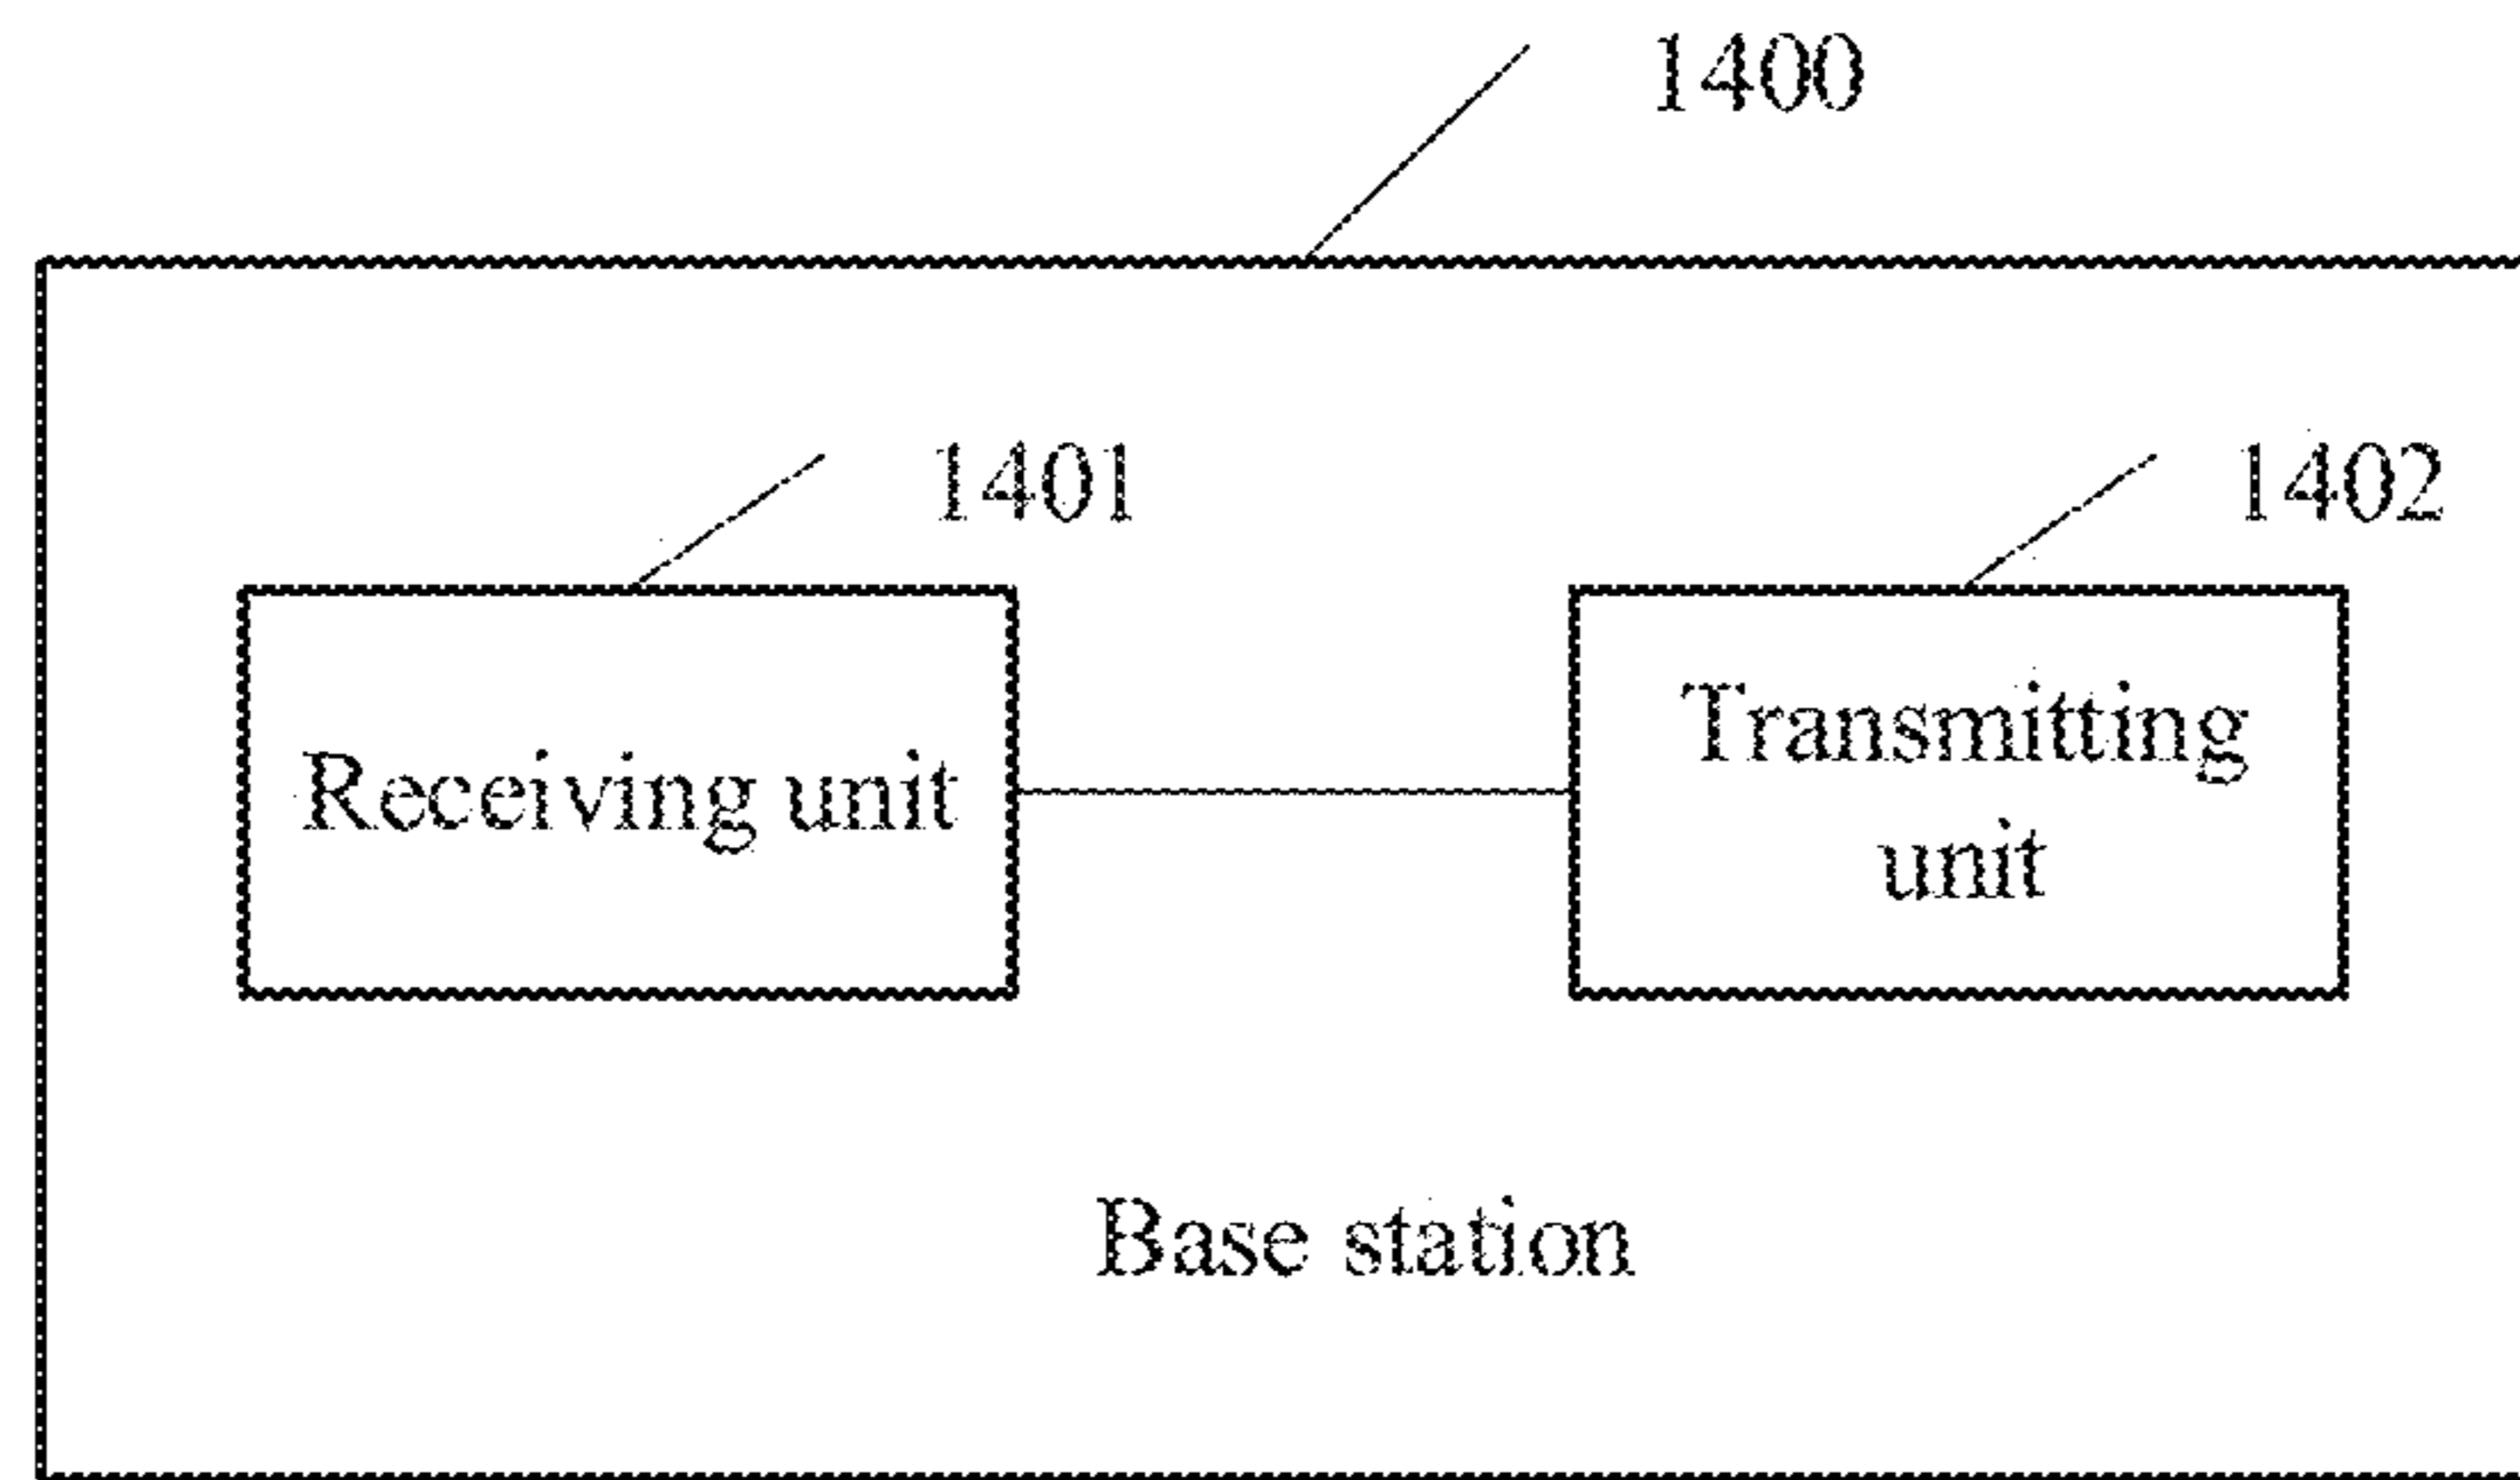 1400
1401
1402
Receiving unit
Transmitting
unit
Base station